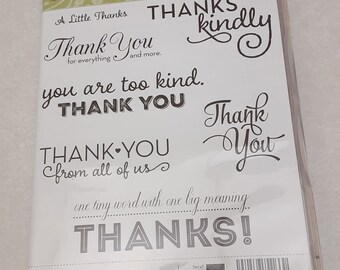 A Little Thanks
THANKS
kindly
Thank You
for everything and more.
you are too kind.
THANK YOU
Thank
You
THANK♥YOU
from all of us
one tiny word with one big meaning:
THANKS!